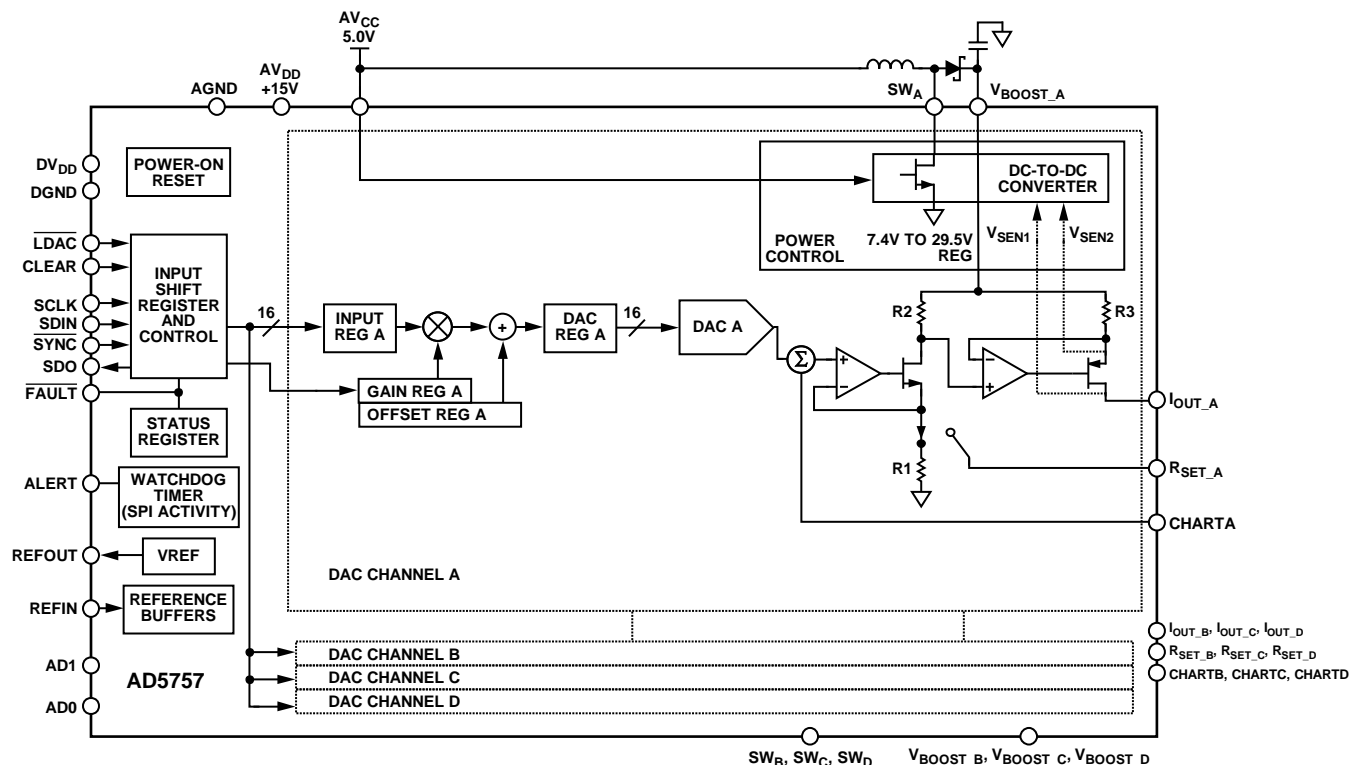 AV_CC
5.0V
AV_DD
+15V
AGND
SW_A
V_BOOST_A
DV_DD
DGND
POWER-ON
RESET
DC-TO-DC
CONVERTER
POWER
CONTROL
7.4V TO 29.5V
REG
V_SEN1
V_SEN2
LDAC
CLEAR
SCLK
SDIN
SYNC
SDO
FAULT
INPUT
SHIFT
REGISTER
AND
CONTROL
STATUS
REGISTER
16
INPUT
REG A
×
+
DAC
REG A
16
DAC A
GAIN REG A
OFFSET REG A
Σ
+
−
R2
R3
−
+
R1
I_OUT_A
R_SET_A
CHARTA
ALERT
WATCHDOG
TIMER
(SPI ACTIVITY)
REFOUT
VREF
REFIN
REFERENCE
BUFFERS
DAC CHANNEL A
AD1
AD0
AD5757
DAC CHANNEL B
DAC CHANNEL C
DAC CHANNEL D
I_OUT_B, I_OUT_C, I_OUT_D
R_SET_B, R_SET_C, R_SET_D
CHARTB, CHARTC, CHARTD
SW_B, SW_C, SW_D
V_BOOST_B, V_BOOST_C, V_BOOST_D